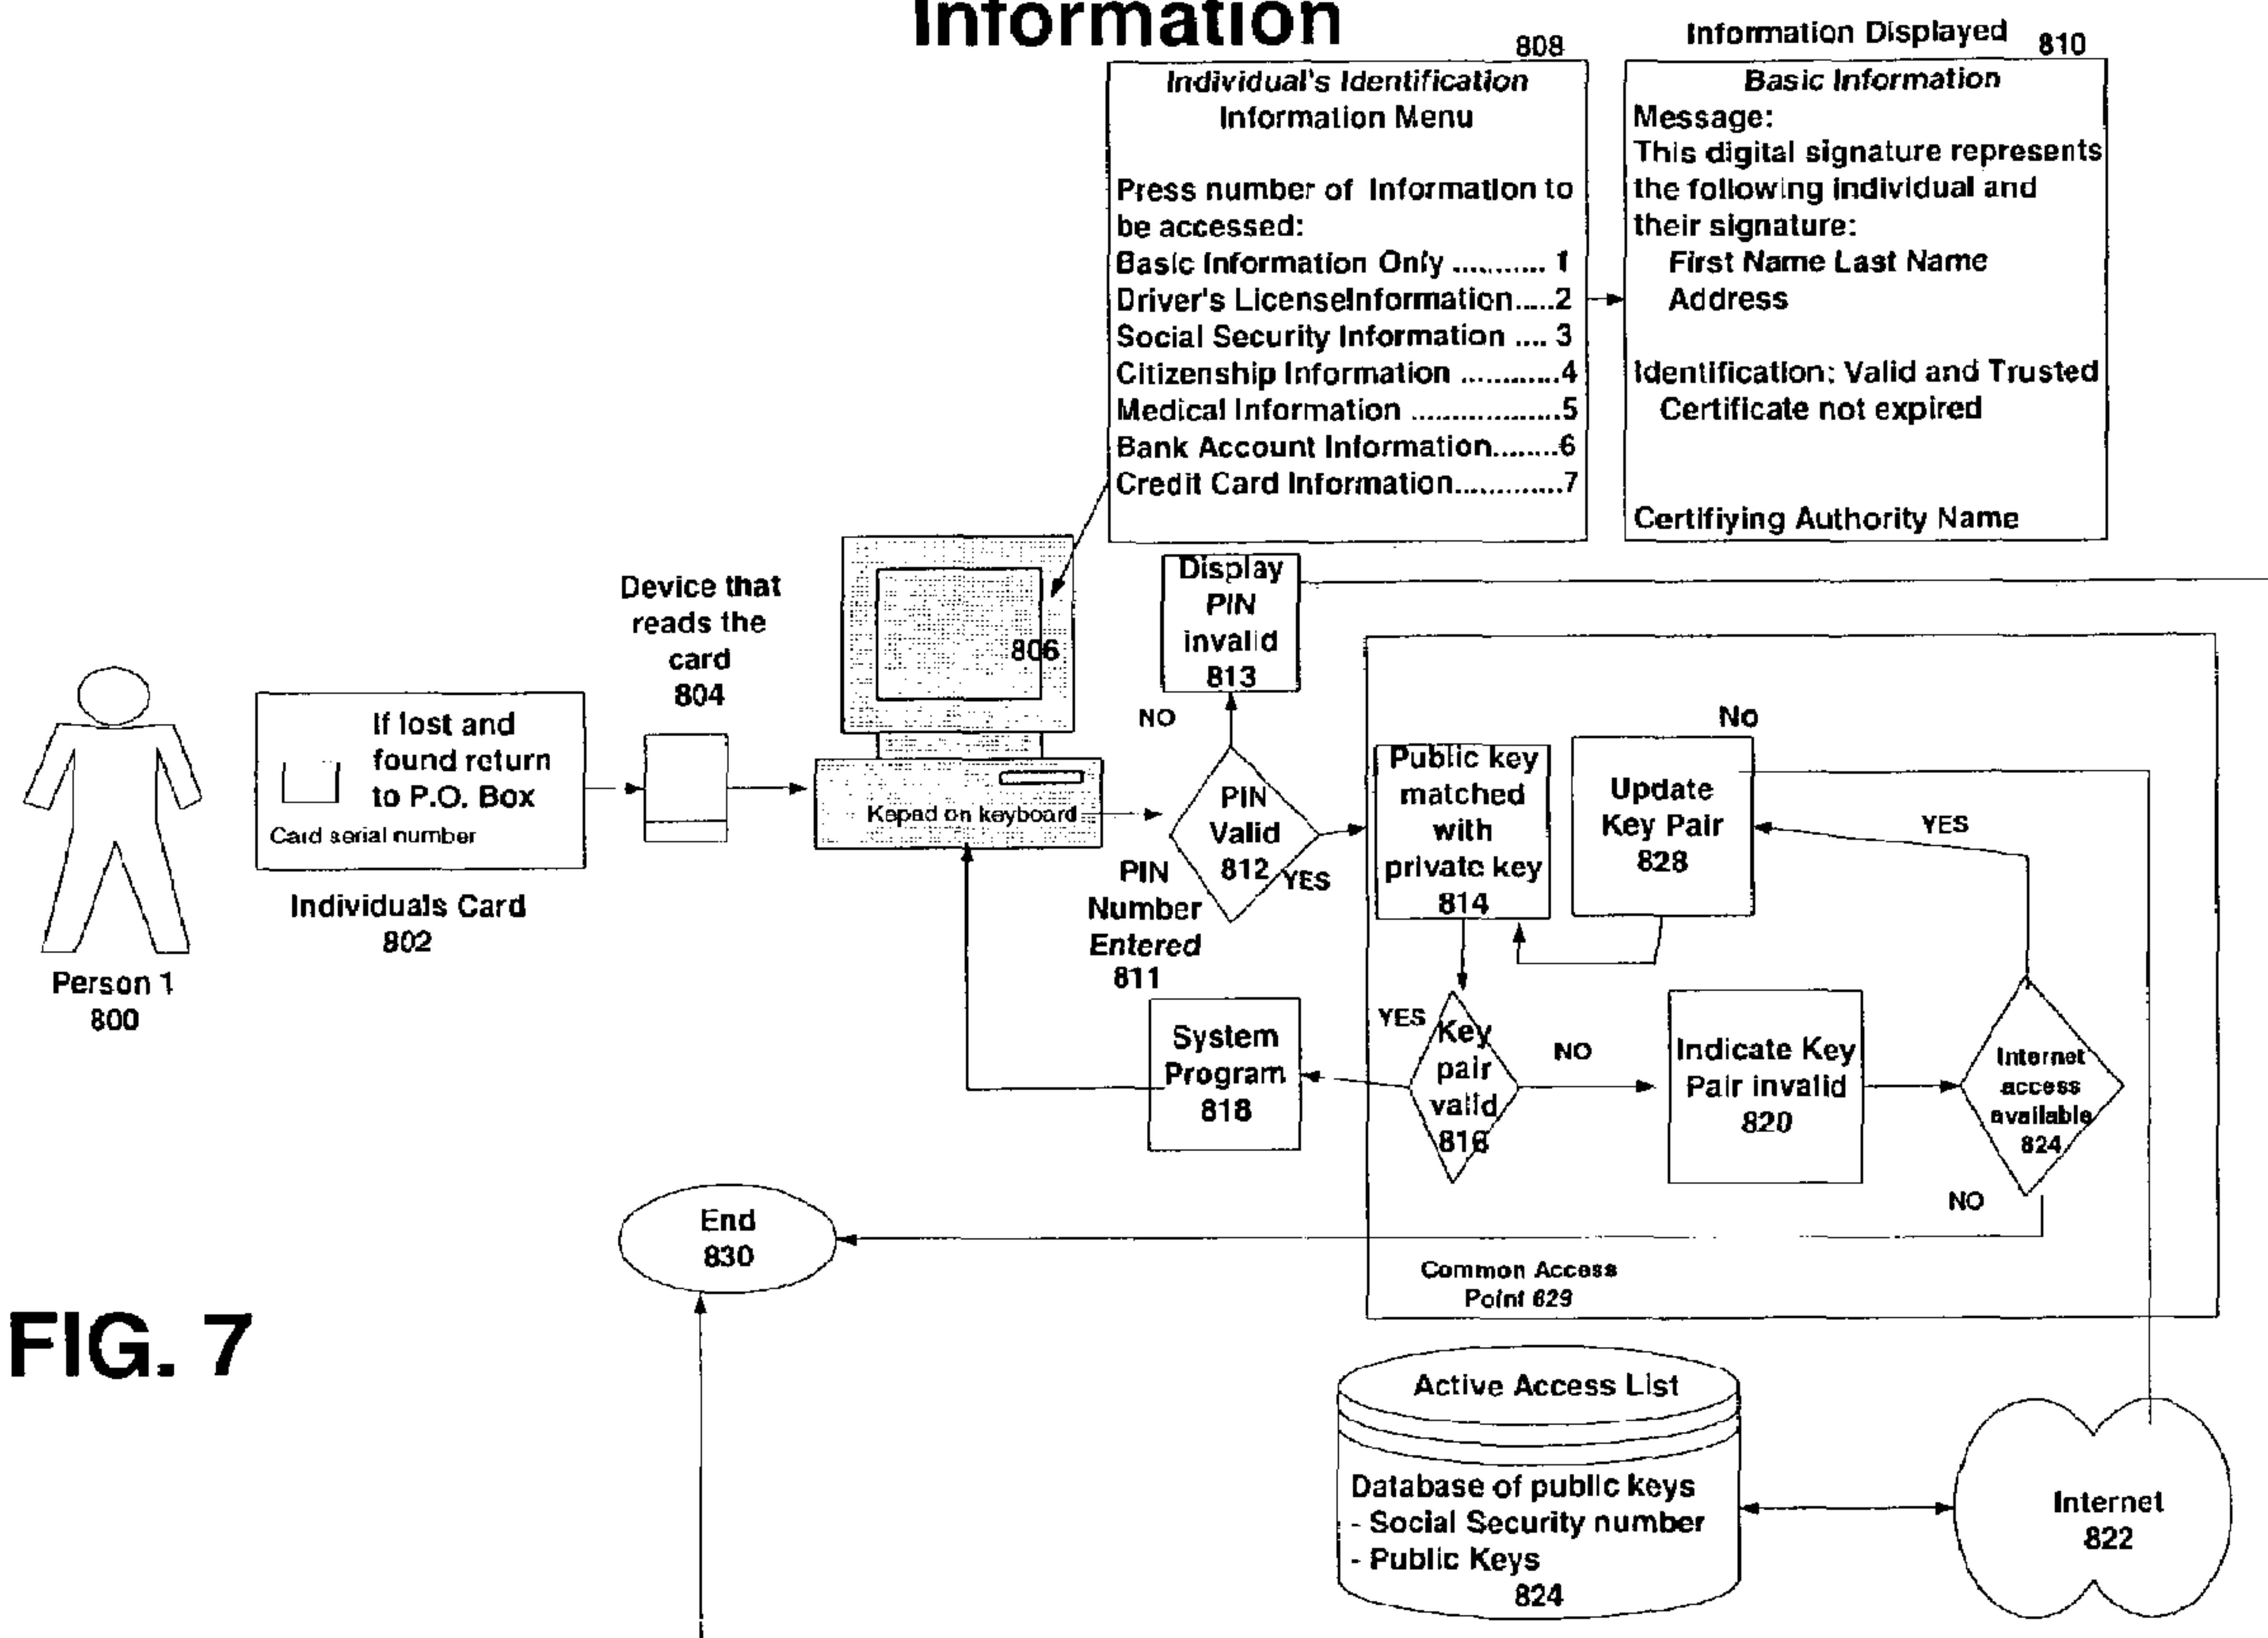 Information
808
Individual's Identification
Information Menu
Press number of Information to
be accessed:
Basic Information Only ........... 1
Driver's LicenseInformation.....2
Social Security Information .... 3
Citizenship Information ............4
Medical Information ..................5
Bank Account Information........6
Credit Card Information.............7
Information Displayed
810
Basic Information
Message:
This digital signature represents
the following individual and
their signature:
First Name Last Name
Address
Identification: Valid and Trusted
Certificate not expired
Certifiying Authority Name
Person 1
800
If lost and
found return
to P.O. Box
Card serial number
Individuals Card
802
Device that
reads the
card
804
806
Kepad on keyboard
PIN
Number
Entered
811
Display
PIN
invalid
813
NO
PIN
Valid
812
YES
Public key
matched
with
private key
814
No
Update
Key Pair
828
YES
System
Program
818
YES
Key
pair
valid
816
NO
Indicate Key
Pair invalid
820
Internet
access
available
824
NO
Common Access
Point 829
End
830
FIG. 7
Active Access List
Database of public keys
- Social Security number
- Public Keys
824
Internet
822